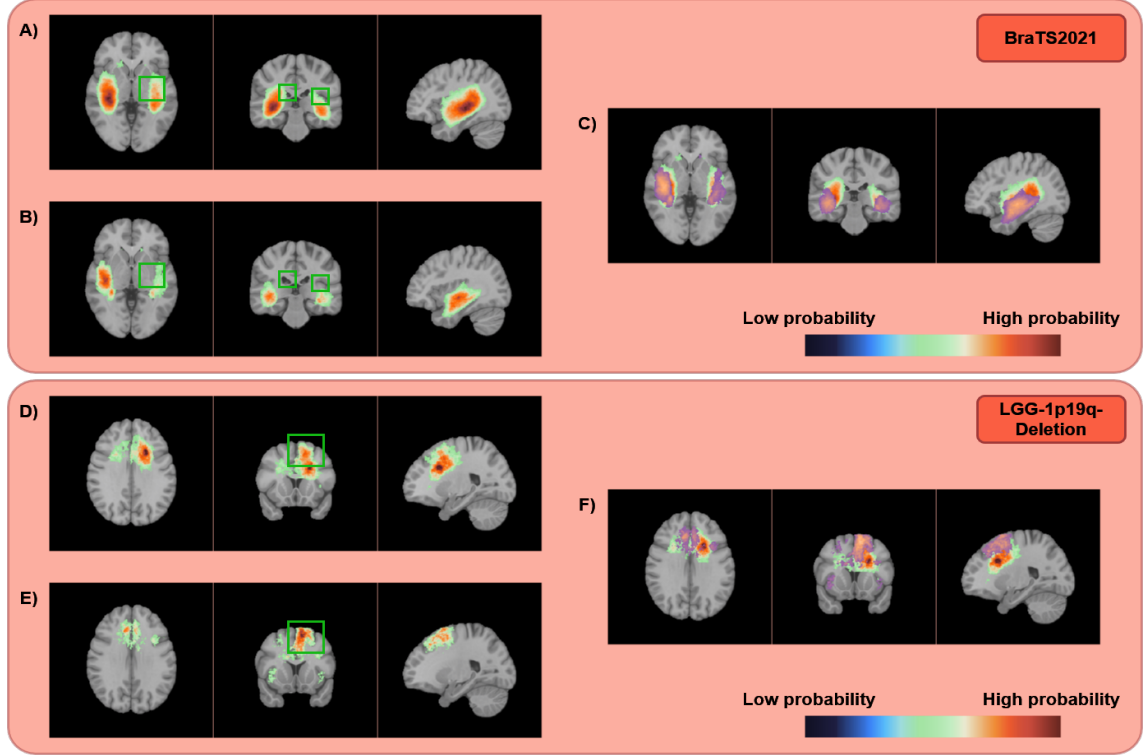 A)
BraTS2021
C)
B)
Low probability
High probability
D)
LGG-1p19q-
Deletion
F)
E)
Low probability
High probability